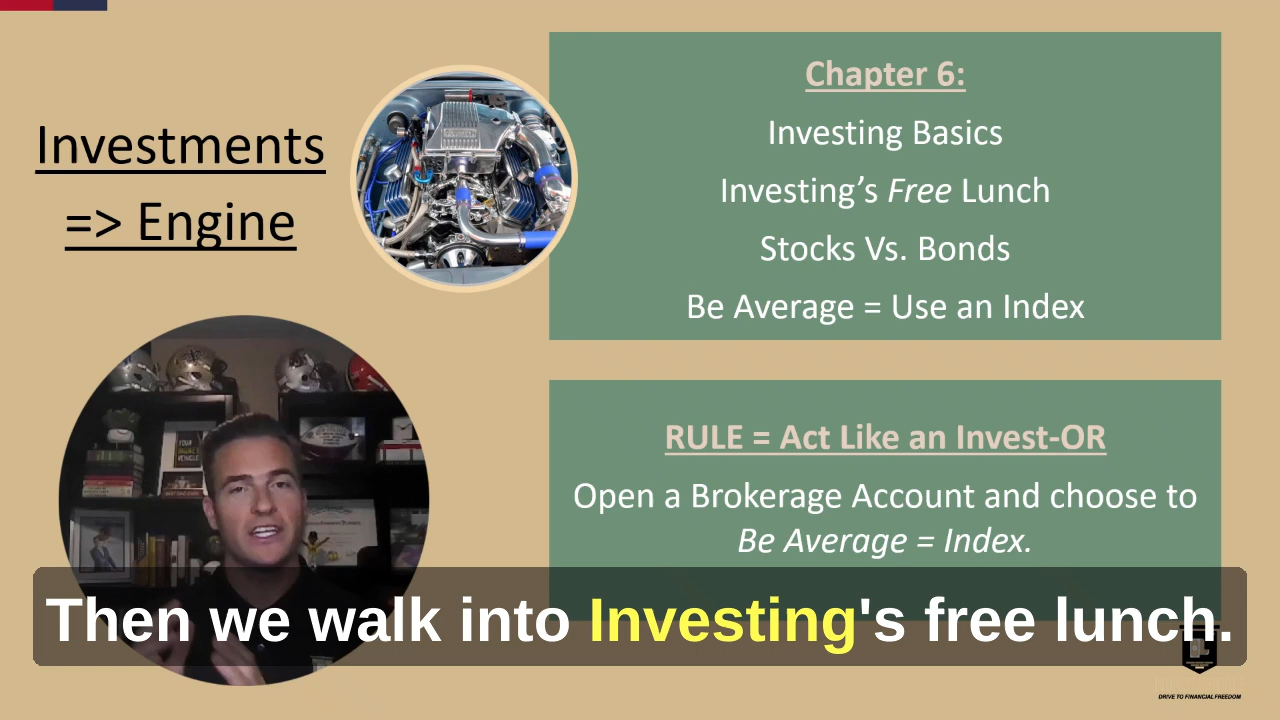 Investments
=> Engine
Chapter 6:
Investing Basics
Investing's Free Lunch
Stocks Vs. Bonds
Be Average = Use an Index
RULE = Act Like an Invest-OR
Open a Brokerage Account and choose to
Be Average = Index.
Then we walk into Investing's free lunch.
DRIVE TO FINANCIAL FREEDOM